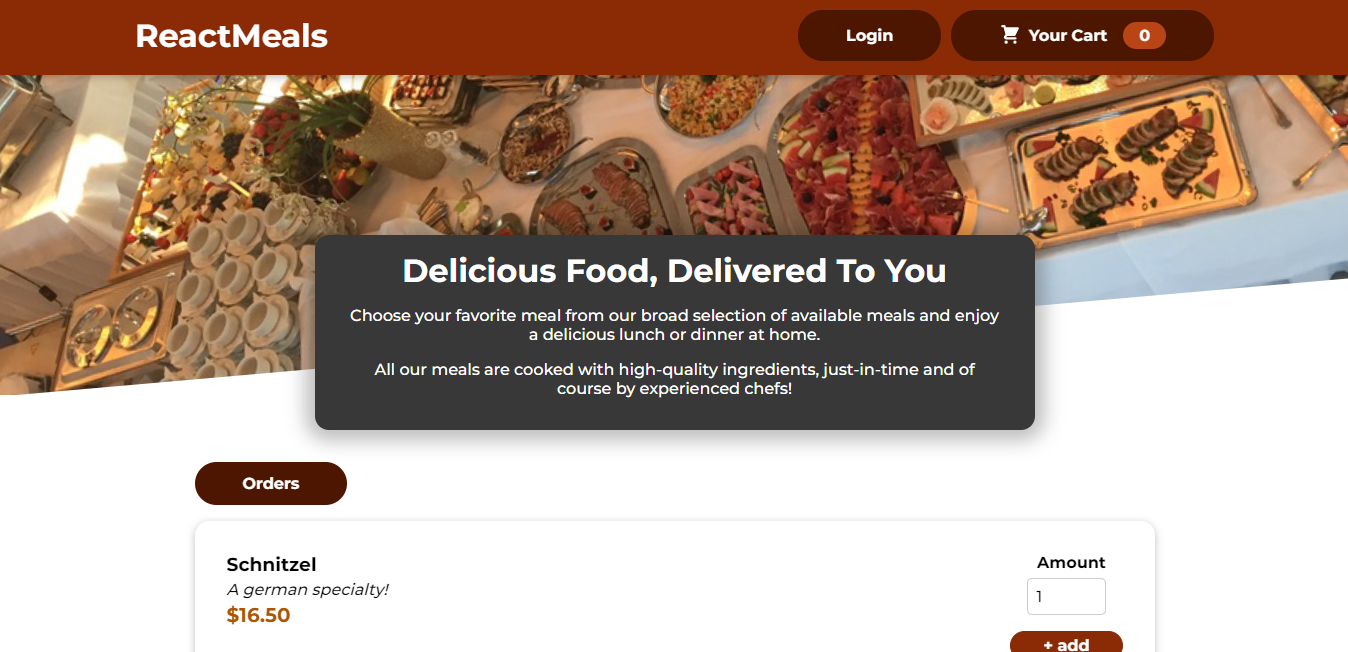 ReactMeals
Login
Your Cart 0
Delicious Food, Delivered To You
Choose your favorite meal from our broad selection of available meals and enjoy
a delicious lunch or dinner at home.
All our meals are cooked with high-quality ingredients, just-in-time and of
course by experienced chefs!
Orders
Schnitzel
A german specialty!
$16.50
Amount
1
+ add